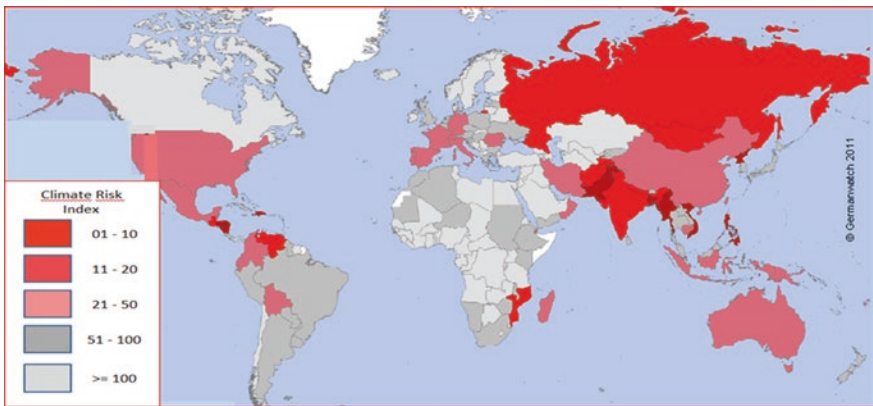 Climate Risk
Index
01 - 10
11 - 20
21 - 50
51 - 100
>= 100
© Germanwatch 2011